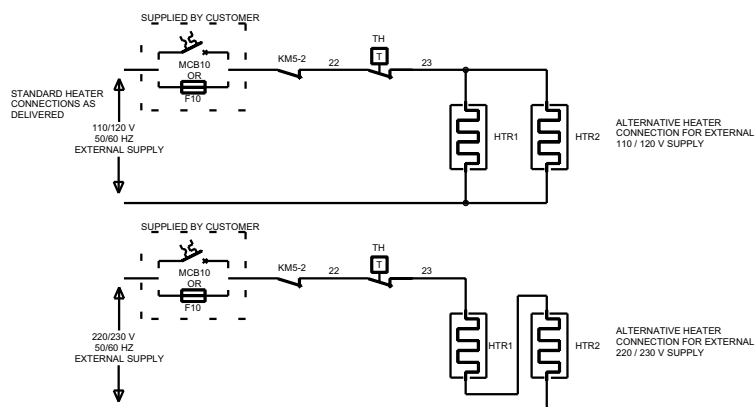 SUPPLIED BY CUSTOMER
TH
KM5-2
22
T
23
MCB10
OR
F10
STANDARD HEATER
CONNECTIONS AS
DELIVERED
110/120 V
50/60 HZ
EXTERNAL SUPPLY
HTR1
HTR2
ALTERNATIVE HEATER
CONNECTION FOR EXTERNAL
110 / 120 V SUPPLY
SUPPLIED BY CUSTOMER
TH
KM5-2
22
T
23
MCB10
OR
F10
220/230 V
50/60 HZ
EXTERNAL SUPPLY
HTR1
HTR2
ALTERNATIVE HEATER
CONNECTION FOR EXTERNAL
220 / 230 V SUPPLY